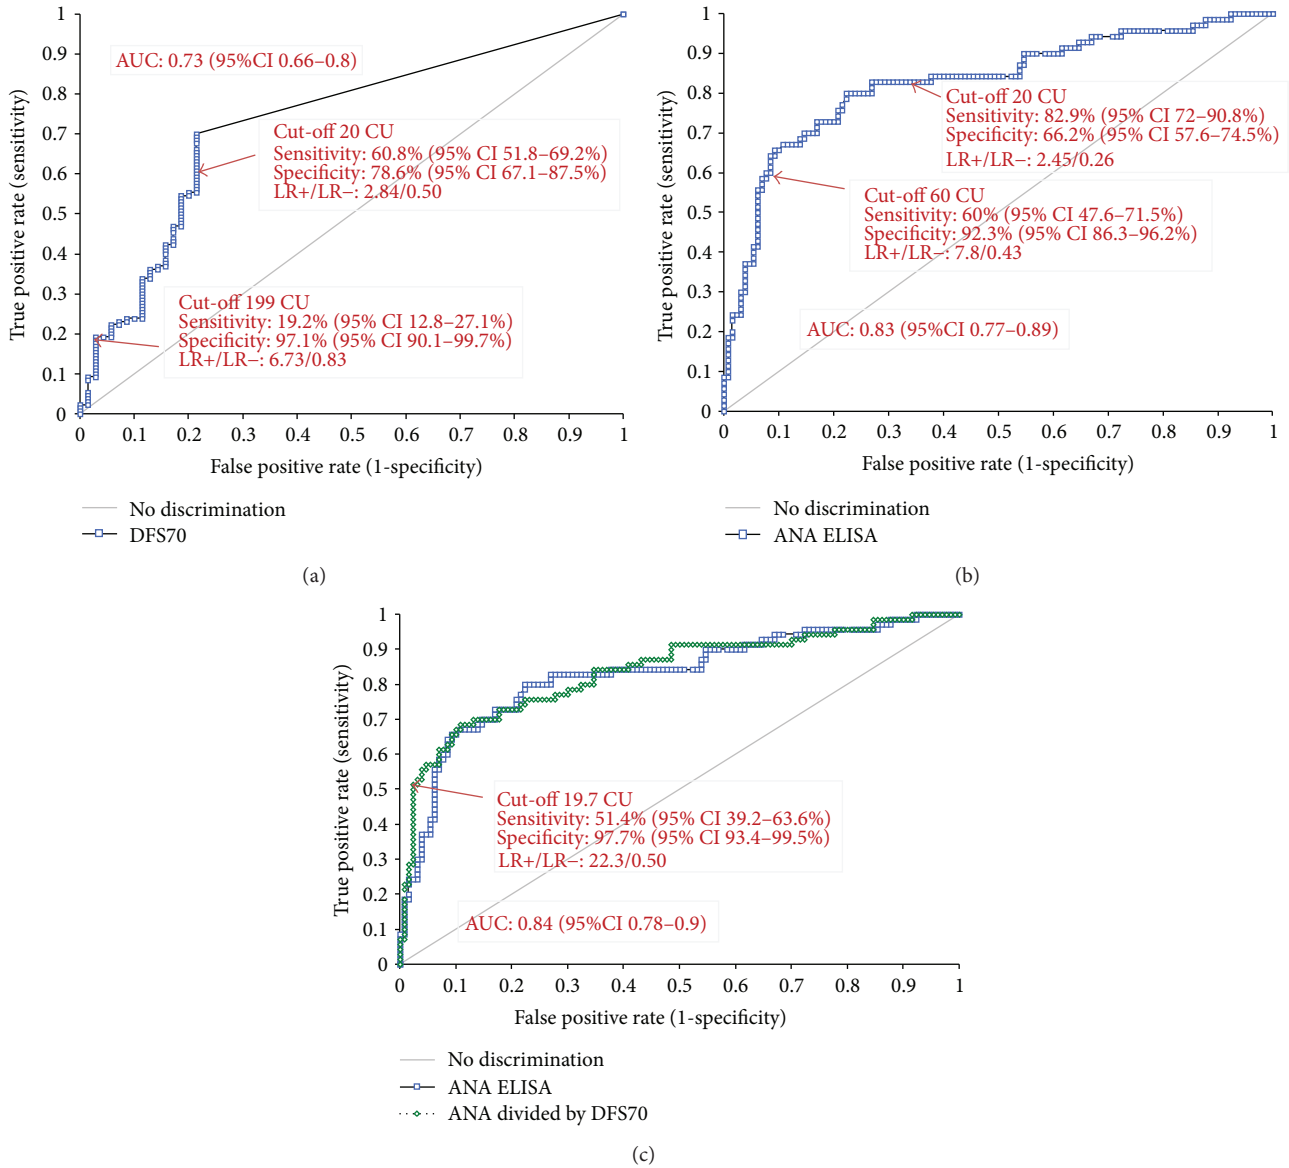 1
0.9
0.8
0.7
0.6
0.5
0.4
0.3
0.2
0.1
0
True positive rate (sensitivity)
AUC: 0.73 (95%CI 0.66–0.8)
Cut-off 20 CU
Sensitivity: 60.8% (95% CI 51.8–69.2%)
Specificity: 78.6% (95% CI 67.1–87.5%)
LR+/LR−: 2.84/0.50
Cut-off 199 CU
Sensitivity: 19.2% (95% CI 12.8–27.1%)
Specificity: 97.1% (95% CI 90.1–99.7%)
LR+/LR−: 6.73/0.83
0 0.1 0.2 0.3 0.4 0.5 0.6 0.7 0.8 0.9 1
False positive rate (1-specificity)
No discrimination
DFS70
(a)
1
0.9
0.8
0.7
0.6
0.5
0.4
0.3
0.2
0.1
0
True positive rate (sensitivity)
Cut-off 20 CU
Sensitivity: 82.9% (95% CI 72–90.8%)
Specificity: 66.2% (95% CI 57.6–74.5%)
LR+/LR−: 2.45/0.26
Cut-off 60 CU
Sensitivity: 60% (95% CI 47.6–71.5%)
Specificity: 92.3% (95% CI 86.3–96.2%)
LR+/LR−: 7.8/0.43
AUC: 0.83 (95%CI 0.77–0.89)
0 0.1 0.2 0.3 0.4 0.5 0.6 0.7 0.8 0.9 1
False positive rate (1-specificity)
No discrimination
ANA ELISA
(b)
1
0.9
0.8
0.7
0.6
0.5
0.4
0.3
0.2
0.1
0
True positive rate (sensitivity)
Cut-off 19.7 CU
Sensitivity: 51.4% (95% CI 39.2–63.6%)
Specificity: 97.7% (95% CI 93.4–99.5%)
LR+/LR−: 22.3/0.50
AUC: 0.84 (95%CI 0.78–0.9)
0 0.1 0.2 0.3 0.4 0.5 0.6 0.7 0.8 0.9 1
False positive rate (1-specificity)
No discrimination
ANA ELISA
ANA divided by DFS70
(c)